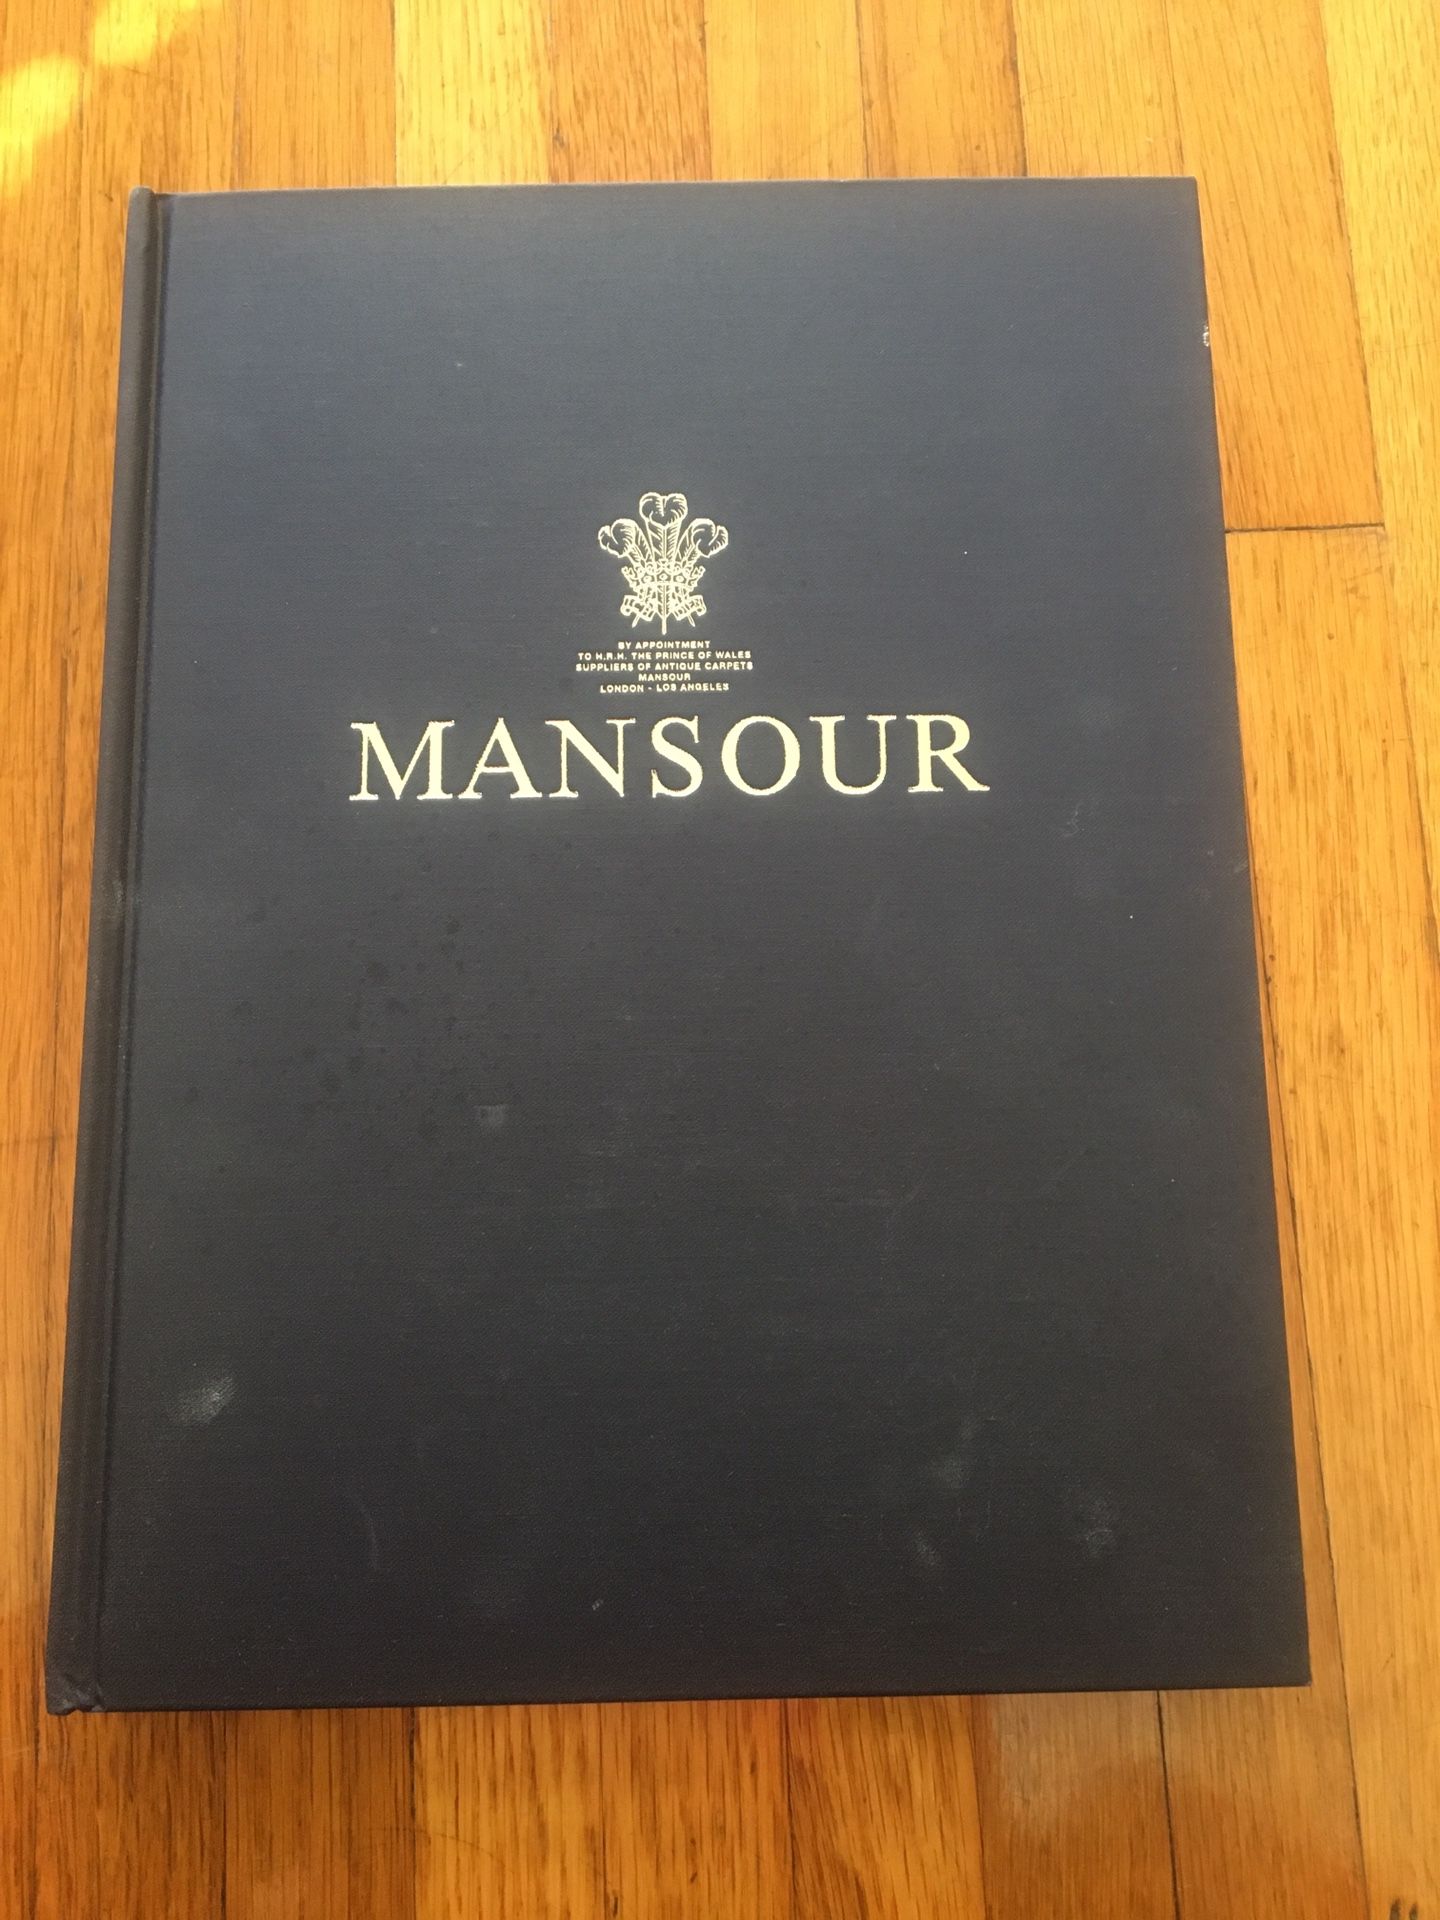 BY APPOINTMENT
TO H.R.H. THE PRINCE OF WALES
SUPPLIERS OF ANTIQUE CARPETS
MANSOUR
LONDON - LOS ANGELES
MANSOUR